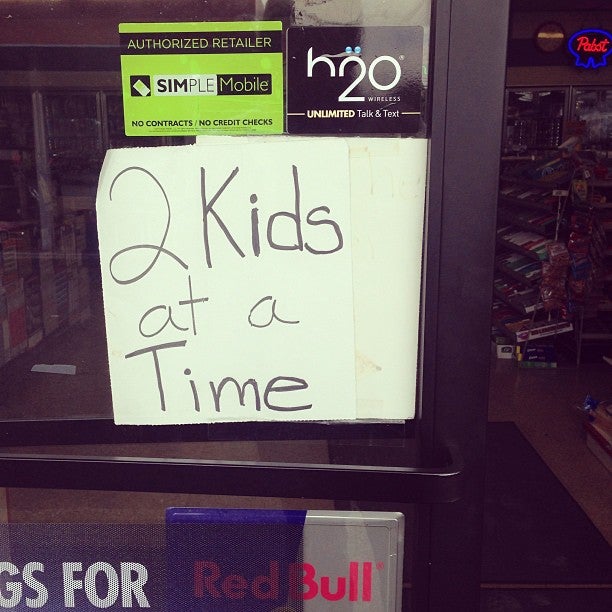 AUTHORIZED RETAILER
SIMPLE Mobile
NO CONTRACTS / NO CREDIT CHECKS
h2o
WIRELESS
UNLIMITED Talk & Text
Pabst
2 Kids
at a
Time
GS FOR
Red Bull